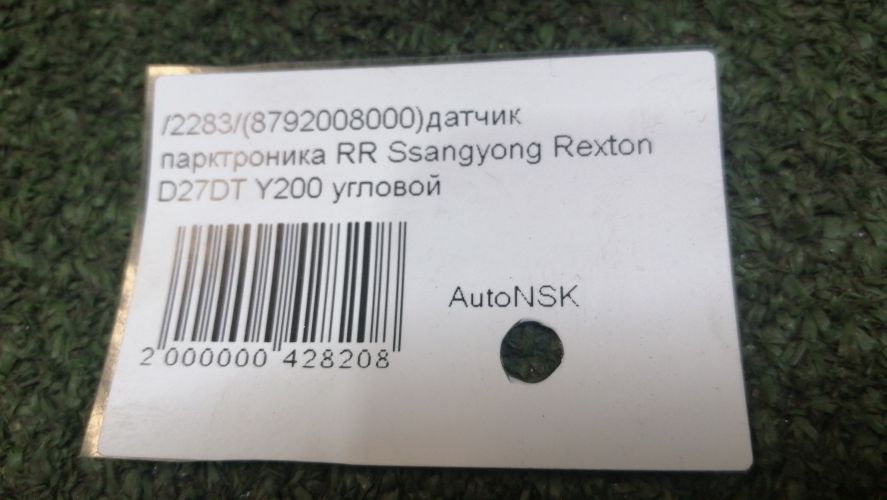 /2283/(8792008000)датчик
парктроника RR Ssangyong Rexton
D27DT Y200 угловой
AutoNSK
2 000000 428208